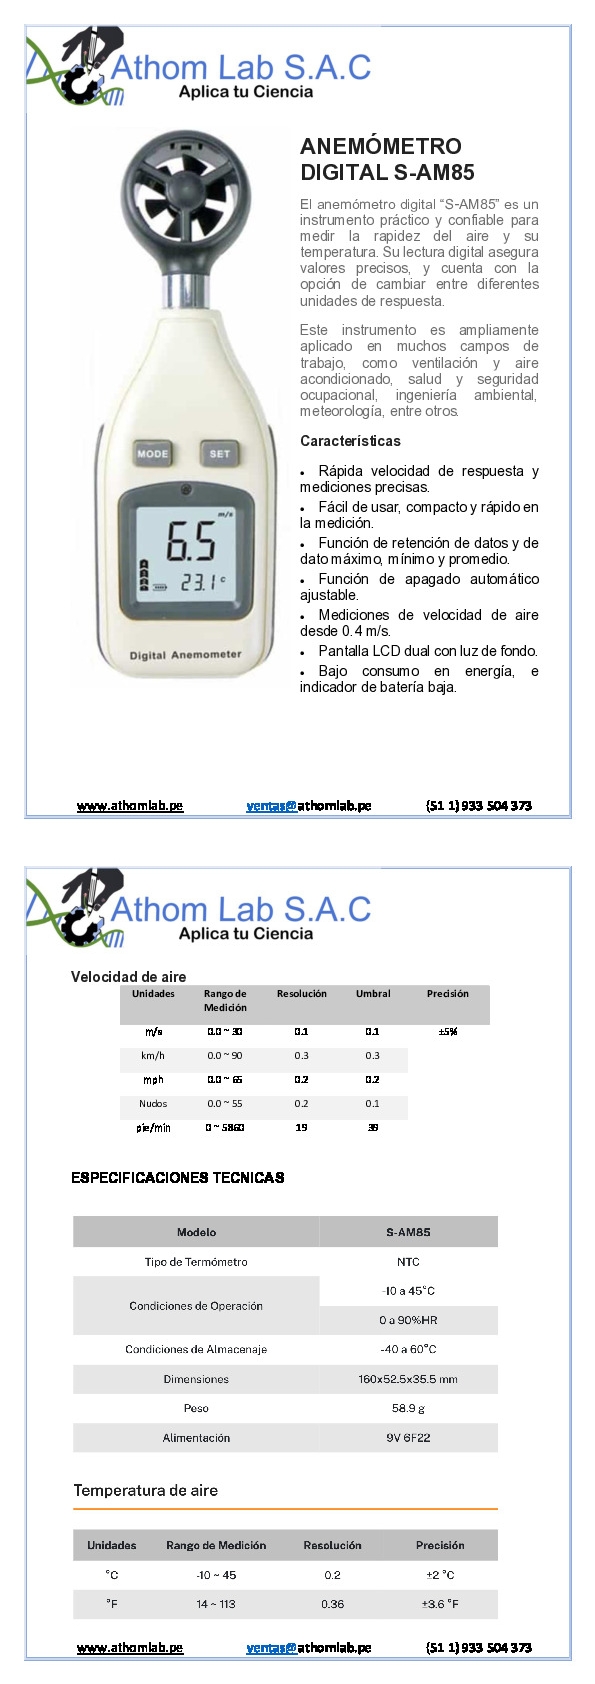 Athom Lab S.A.C
Aplica tu Ciencia
ANEMÓMETRO
DIGITAL S-AM85
El anemómetro digital “S-AM85” es un
instrumento práctico y confiable para
medir la rapidez del aire y su
temperatura. Su lectura digital asegura
valores precisos, y cuenta con la
opción de cambiar entre diferentes
unidades de respuesta.
Este instrumento es ampliamente
aplicado en muchos campos de
trabajo, como ventilación y aire
acondicionado, salud y seguridad
ocupacional, ingeniería ambiental,
meteorología, entre otros.
Características
• Rápida velocidad de respuesta y
mediciones precisas.
• Fácil de usar, compacto y rápido en
la medición.
• Función de retención de datos y de
dato máximo, mínimo y promedio.
• Función de apagado automático
ajustable.
• Mediciones de velocidad de aire
desde 0.4 m/s.
• Pantalla LCD dual con luz de fondo.
• Bajo consumo en energía, e
indicador de batería baja.
MODE SET
m/s
6.5
23.1 °C
Digital Anemometer
www.athomlab.pe ventas@athomlab.pe (51 1) 933 504 373
Athom Lab S.A.C
Aplica tu Ciencia
Velocidad de aire
Unidades Rango de Medición Resolución Umbral Precisión
m/s 0.0 ~ 30 0.1 0.1 ±5%
km/h 0.0 ~ 90 0.3 0.3
mph 0.0 ~ 65 0.2 0.2
Nudos 0.0 ~ 55 0.2 0.1
pie/min 0 ~ 5860 19 39
ESPECIFICACIONES TECNICAS
Modelo S-AM85
Tipo de Termómetro NTC
Condiciones de Operación -10 a 45°C
0 a 90%HR
Condiciones de Almacenaje -40 a 60°C
Dimensiones 160x52.5x35.5 mm
Peso 58.9 g
Alimentación 9V 6F22
Temperatura de aire
Unidades Rango de Medición Resolución Precisión
°C -10 ~ 45 0.2 ±2 °C
°F 14 ~ 113 0.36 ±3.6 °F
www.athomlab.pe ventas@athomlab.pe (51 1) 933 504 373